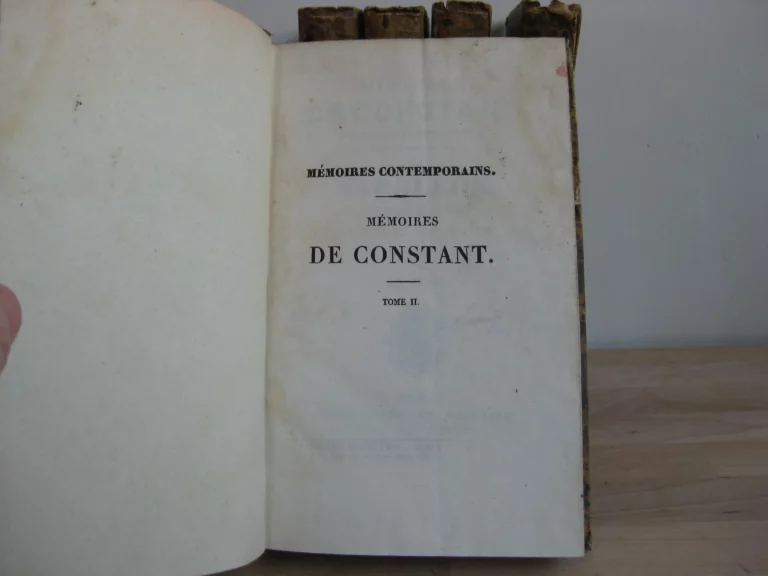 MÉMOIRES CONTEMPORAINS.
MÉMOIRES
DE CONSTANT.
TOME II.